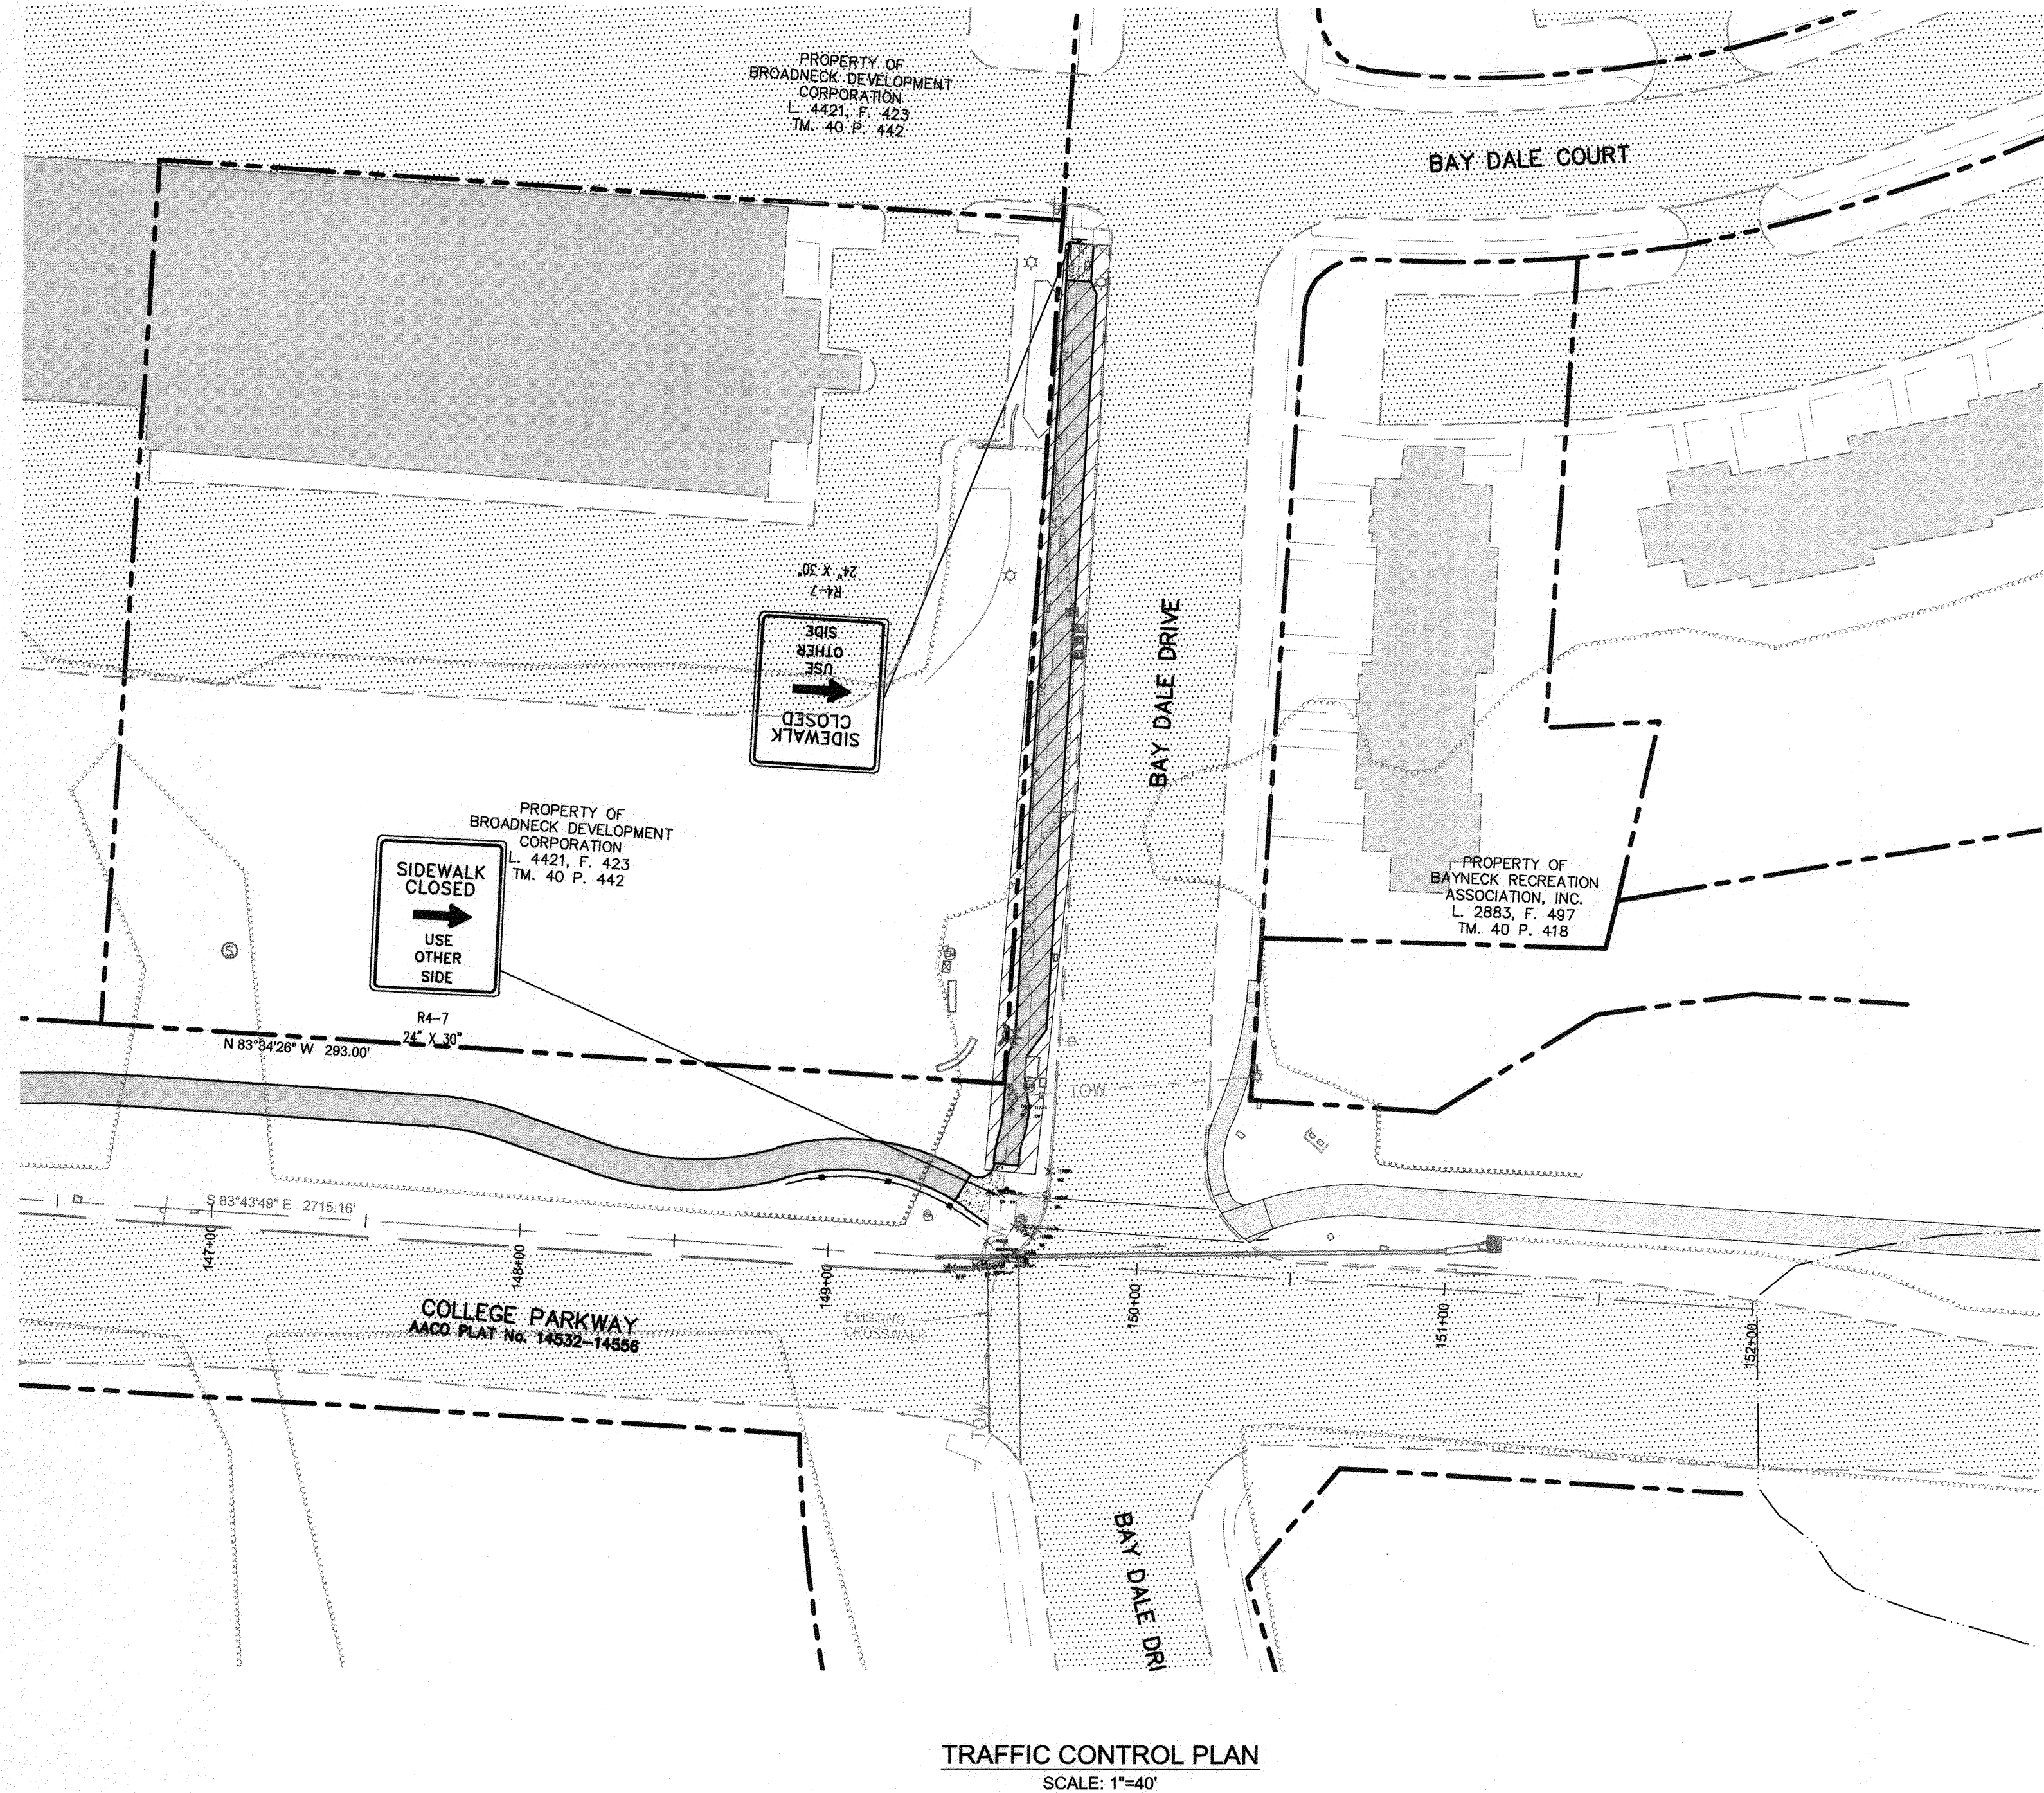 PROPERTY OF
BROADNECK DEVELOPMENT
CORPORATION
L. 4421, F. 423
TM. 40 P. 442
BAY DALE COURT
24" X 30"
R4-7
SIDEWALK
CLOSED
USE
OTHER
SIDE
BAY DALE DRIVE
PROPERTY OF
BROADNECK DEVELOPMENT
CORPORATION
L. 4421, F. 423
TM. 40 P. 442
SIDEWALK
CLOSED
USE
OTHER
SIDE
R4-7
24" X 30"
PROPERTY OF
BAYNECK RECREATION
ASSOCIATION, INC.
L. 2883, F. 497
TM. 40 P. 418
N 83°34'26" W 293.00'
TOW
S 83°43'49" E 2715.16'
147+00
148+00
149+00
150+00
151+00
152+00
COLLEGE PARKWAY
AACO PLAT No. 14532-14556
EXISTING
CROSSWALK
TOW
BAY DALE DRI
TRAFFIC CONTROL PLAN
SCALE: 1"=40'